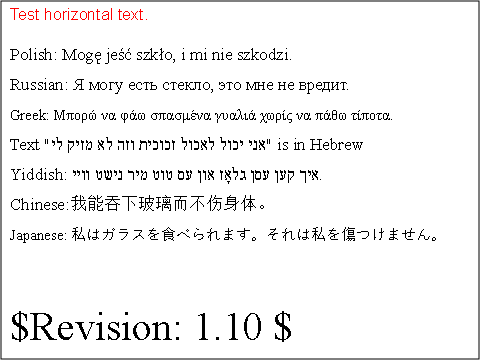 Test horizontal text.
Polish: Mogę jeść szkło, i mi nie szkodzi.
Russian: Я могу есть стекло, это мне не вредит.
Greek: Μπορώ να φάω σπασμένα γυαλιά χωρίς να πάθω τίποτα.
Text "אני יכול לאכול זכוכית וזה לא מזיק לי" is in Hebrew
Yiddish: איך קען עסן גלאָז און עס טוט מיר נישט וויי.
Chinese:我能吞下玻璃而不伤身体。
Japanese: 私はガラスを食べられます。それは私を傷つけません。
$Revision: 1.10 $